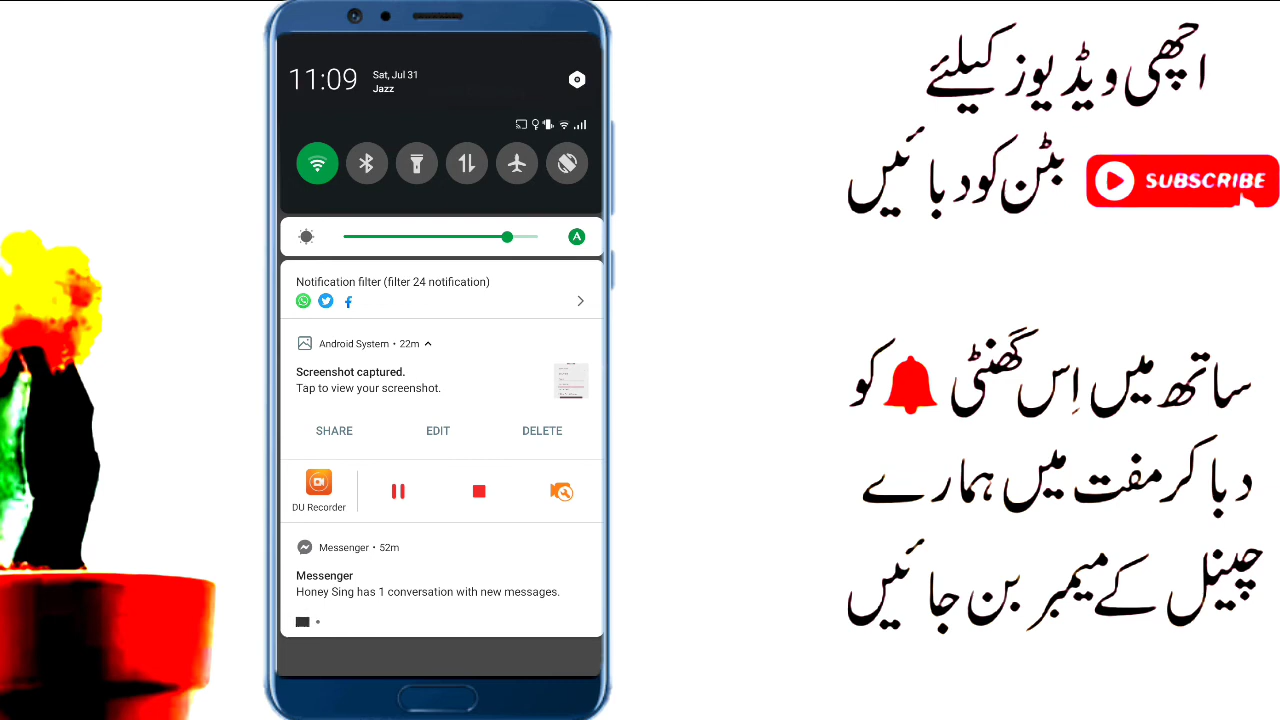 11:09
Sat, Jul 31
Jazz
A
Notification filter (filter 24 notification)
Android System • 22m
Screenshot captured.
Tap to view your screenshot.
SHARE EDIT DELETE
DU Recorder
Messenger • 52m
Messenger
Honey Sing has 1 conversation with new messages.
اچھی ویڈیوز کیلئے
SUBSCRIBE بٹن کو دبائیں
ساتھ میں اِس گھنٹی کو
دبا کر مفت میں ہمارے
چینل کے میمبر بن جائیں